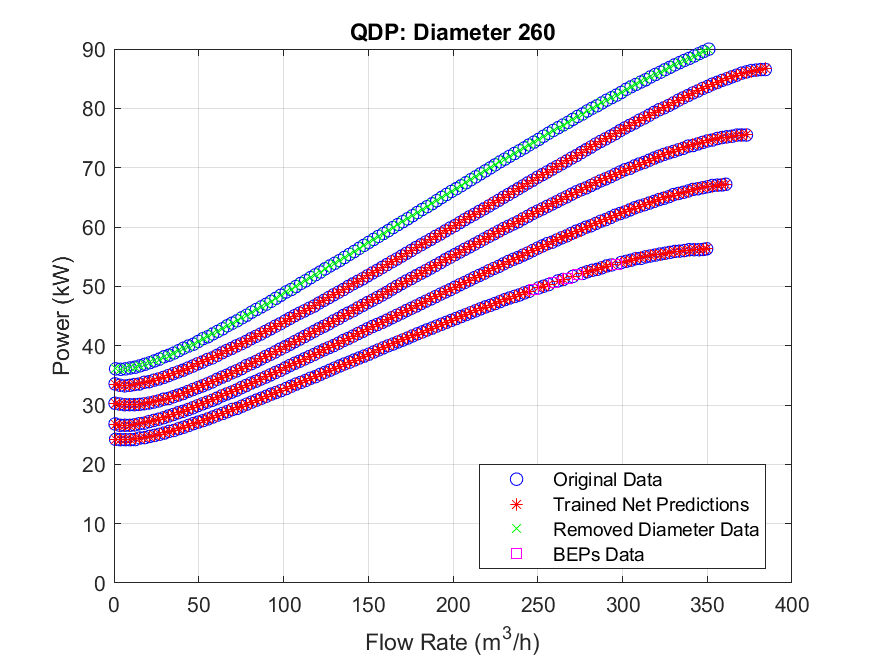 QDP: Diameter 260
90
80
70
60
50
40
30
20
10
0
Power (kW)
0 50 100 150 200 250 300 350 400
Flow Rate (m³/h)
Original Data
Trained Net Predictions
Removed Diameter Data
BEPs Data